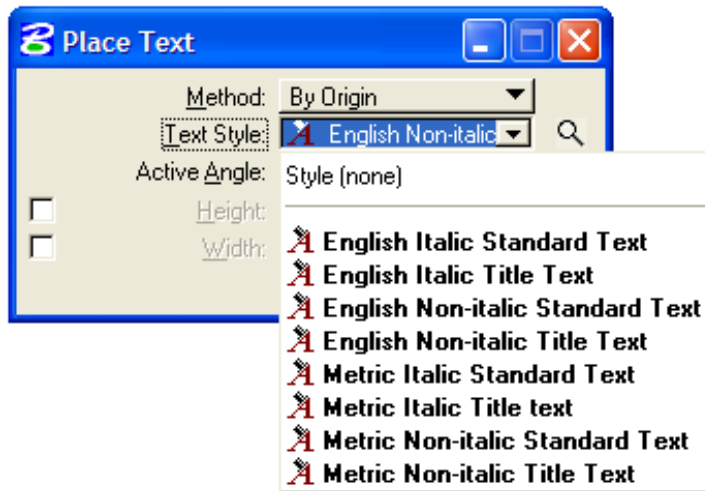 Place Text
Method: By Origin
Text Style: English Non-italic
Active Angle: Style (none)
Height:
Width:
English Italic Standard Text
English Italic Title Text
English Non-italic Standard Text
English Non-italic Title Text
Metric Italic Standard Text
Metric Italic Title text
Metric Non-italic Standard Text
Metric Non-italic Title Text